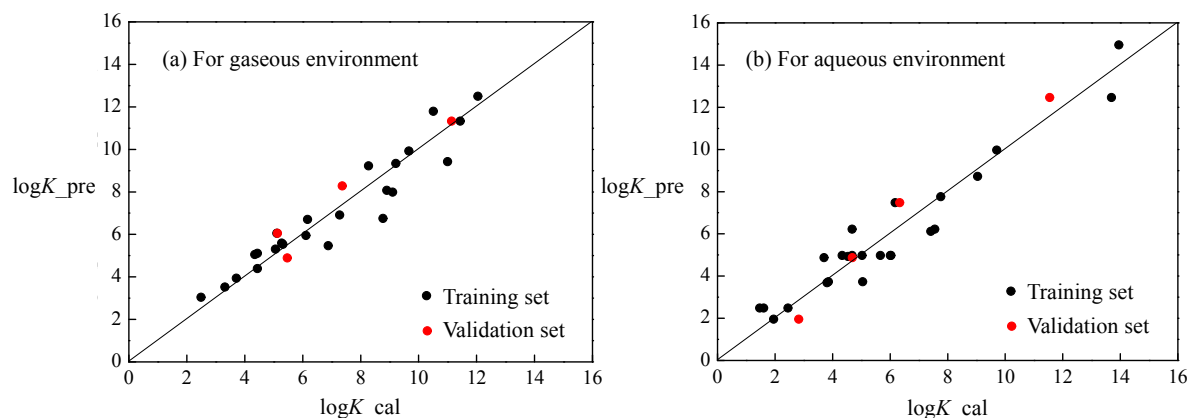 (a) For gaseous environment
16
14
12
10
8
6
4
2
0
logK_pre
Training set
Validation set
0 2 4 6 8 10 12 14 16
logK_cal
(b) For aqueous environment
16
14
12
10
8
6
4
2
0
logK_pre
Training set
Validation set
0 2 4 6 8 10 12 14 16
logK_cal